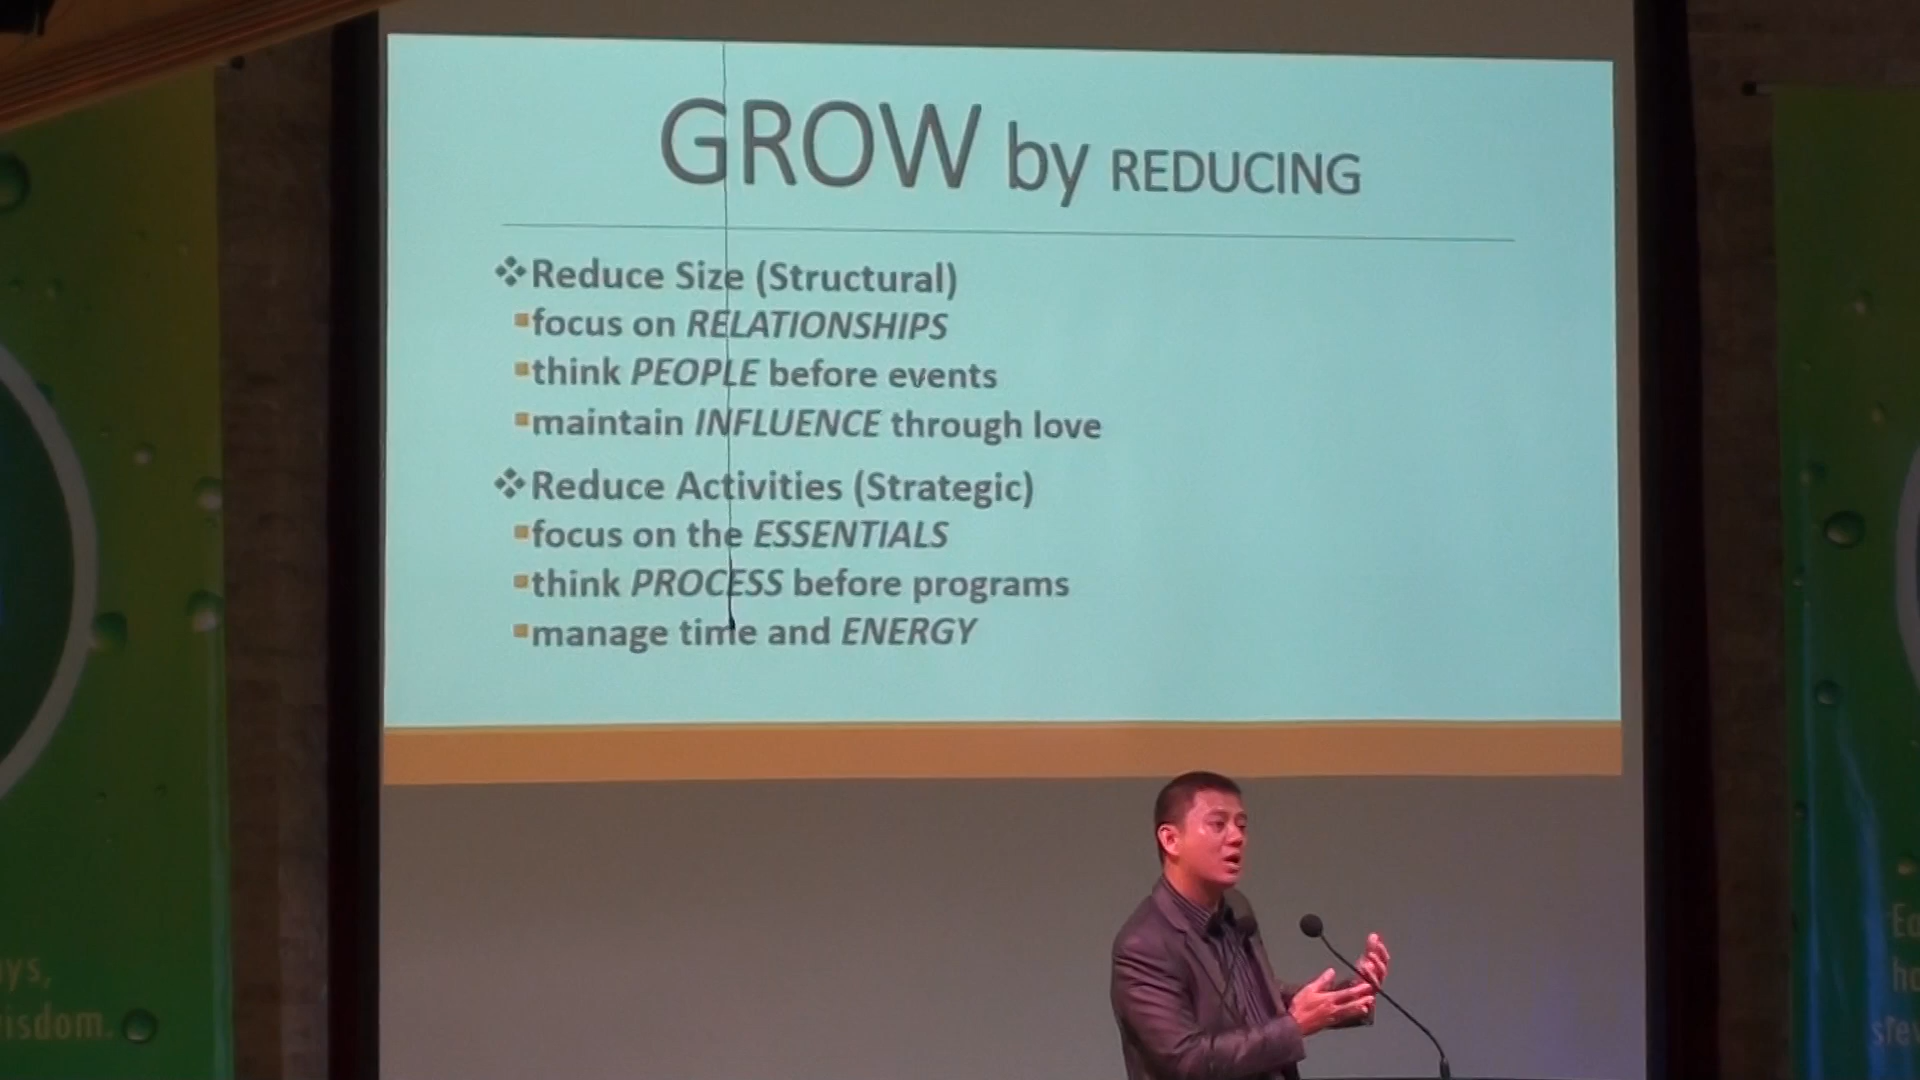 GROW by REDUCING
❖Reduce Size (Structural)
▪focus on RELATIONSHIPS
▪think PEOPLE before events
▪maintain INFLUENCE through love
❖Reduce Activities (Strategic)
▪focus on the ESSENTIALS
▪think PROCESS before programs
▪manage time and ENERGY